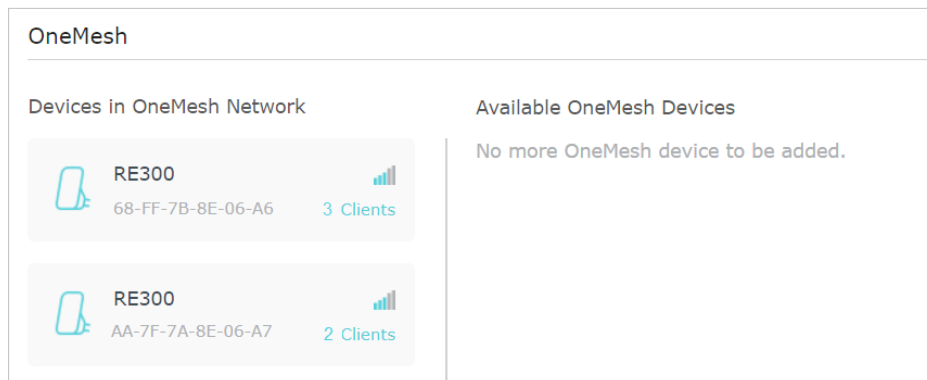 OneMesh
Devices in OneMesh Network
RE300
68-FF-7B-8E-06-A6
3 Clients
RE300
AA-7F-7A-8E-06-A7
2 Clients
Available OneMesh Devices
No more OneMesh device to be added.